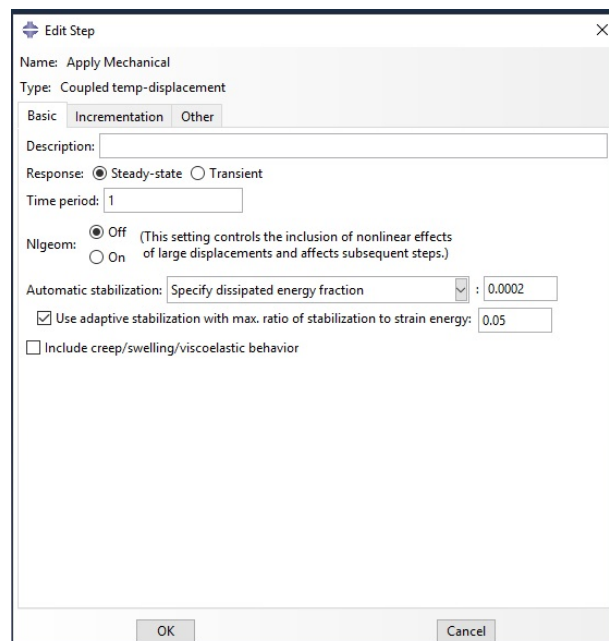 Edit Step
Name: Apply Mechanical
Type: Coupled temp-displacement
Basic Incrementation Other
Description:
Response: Steady-state Transient
Time period: 1
Nlgeom: Off (This setting controls the inclusion of nonlinear effects
On of large displacements and affects subsequent steps.)
Automatic stabilization: Specify dissipated energy fraction : 0.0002
Use adaptive stabilization with max. ratio of stabilization to strain energy: 0.05
Include creep/swelling/viscoelastic behavior
OK Cancel